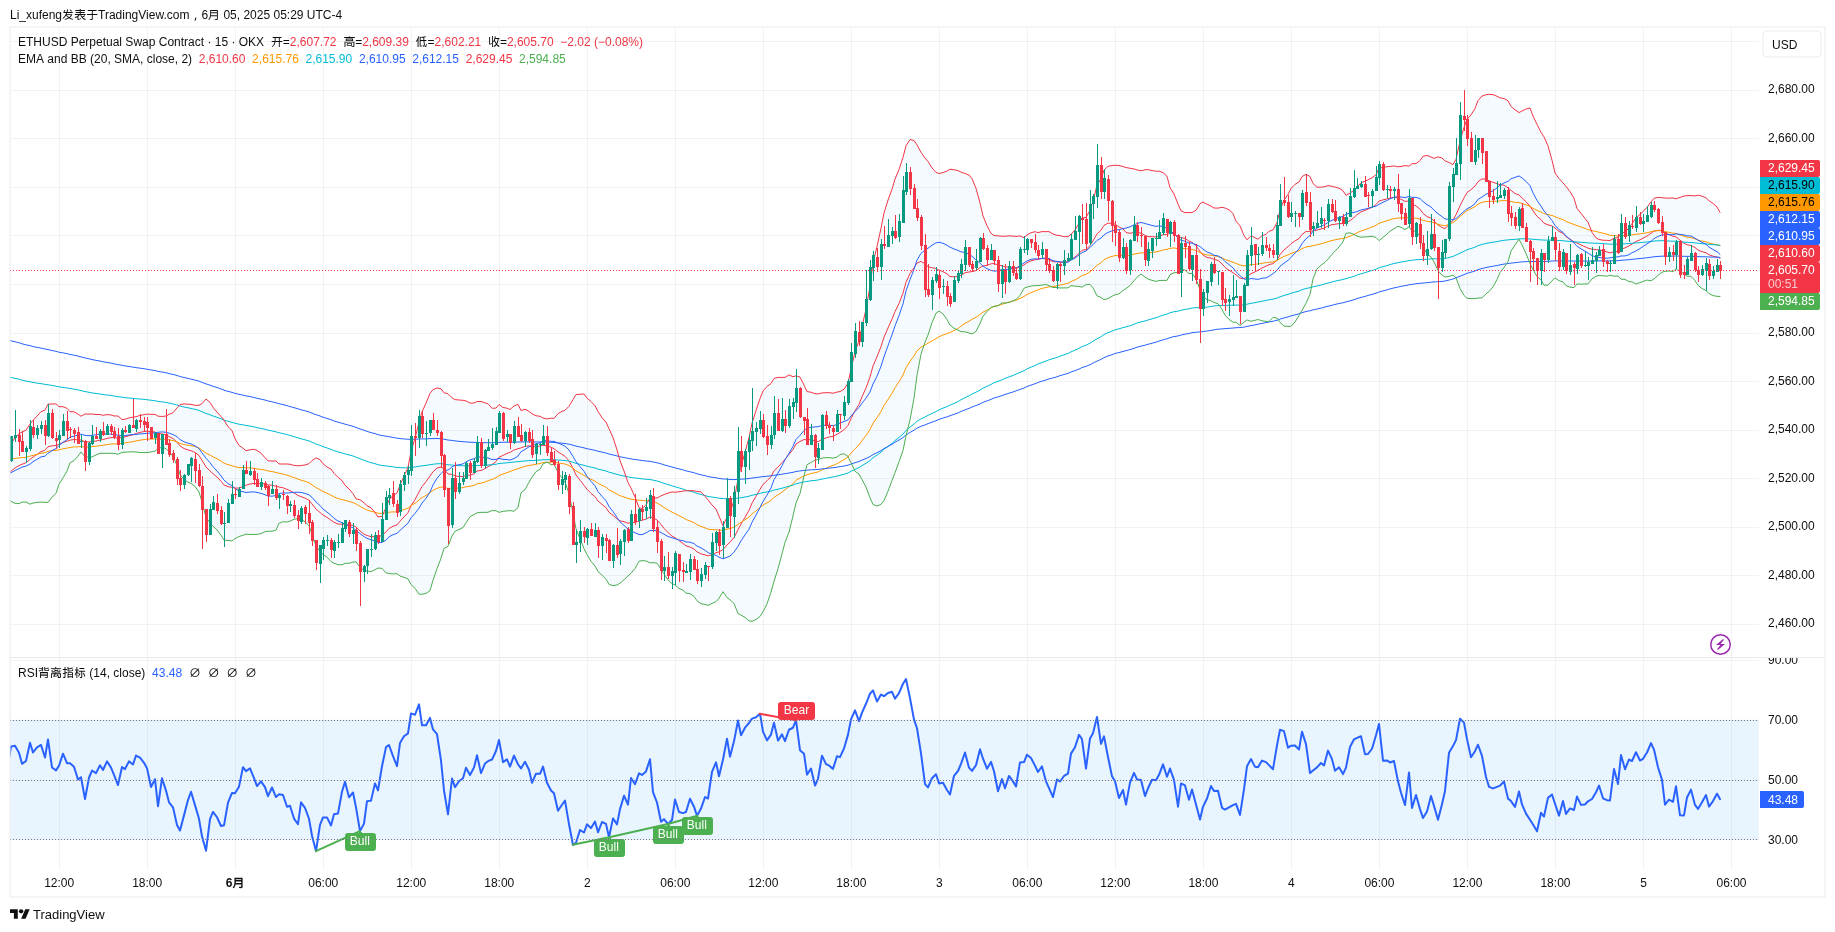 Li_xufeng发表于TradingView.com，6月 05, 2025 05:29 UTC-4
ETHUSD Perpetual Swap Contract · 15 · OKX 开=2,607.72 高=2,609.39 低=2,602.21 收=2,605.70 −2.02 (−0.08%)
EMA and BB (20, SMA, close, 2) 2,610.60 2,615.76 2,615.90 2,610.95 2,612.15 2,629.45 2,594.85
USD
2,680.00
2,660.00
2,629.45
2,615.90
2,615.76
2,612.15
2,610.95
2,610.60
2,605.70
00:51
2,594.85
2,580.00
2,560.00
2,540.00
2,520.00
2,500.00
2,480.00
2,460.00
RSI背离指标 (14, close) 43.48 ∅ ∅ ∅ ∅
90.00
Bear
70.00
50.00
43.48
Bull
Bull
Bull
Bull
30.00
12:00 18:00 6月 06:00 12:00 18:00 2 06:00 12:00 18:00 3 06:00 12:00 18:00 4 06:00 12:00 18:00 5 06:00
TradingView